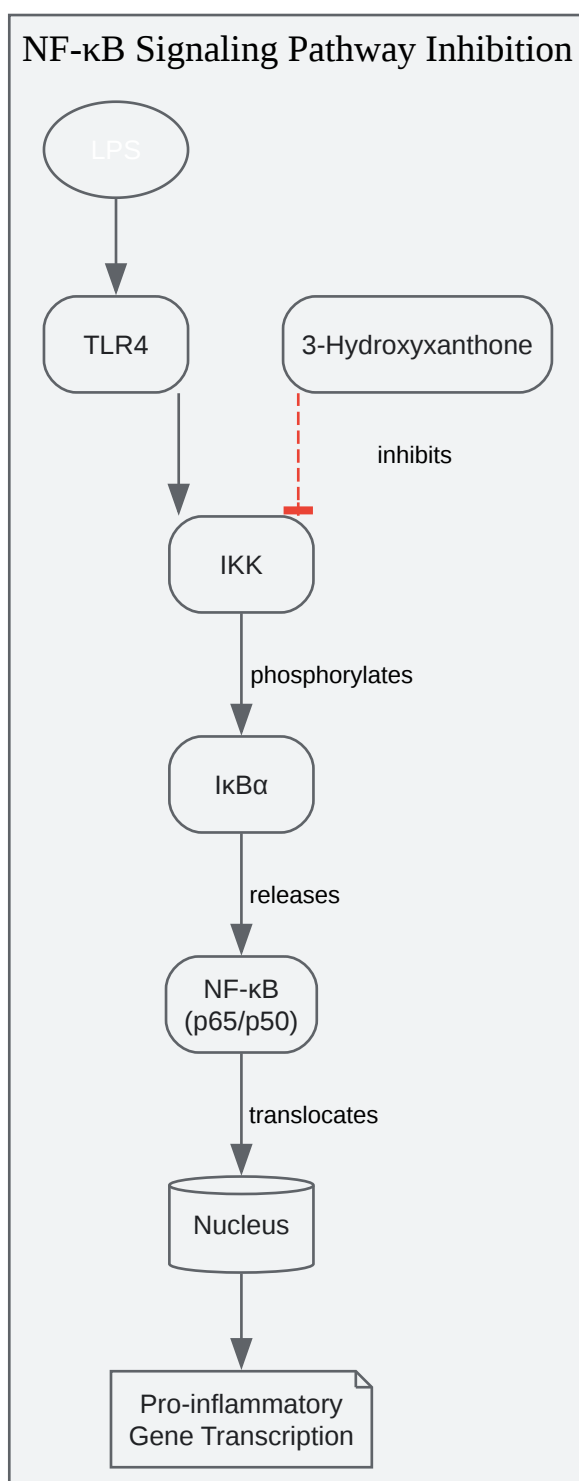 NF-κB Signaling Pathway Inhibition
LPS
TLR4
3-Hydroxyxanthone
inhibits
IKK
phosphorylates
IκBα
releases
NF-κB
(p65/p50)
translocates
Nucleus
Pro-inflammatory
Gene Transcription